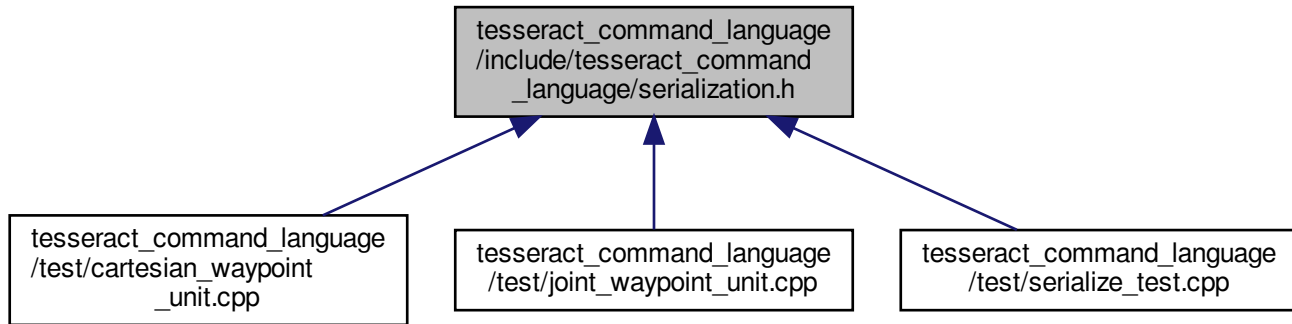 tesseract_command_language
/include/tesseract_command
_language/serialization.h
tesseract_command_language
/test/cartesian_waypoint
_unit.cpp
tesseract_command_language
/test/joint_waypoint_unit.cpp
tesseract_command_language
/test/serialize_test.cpp